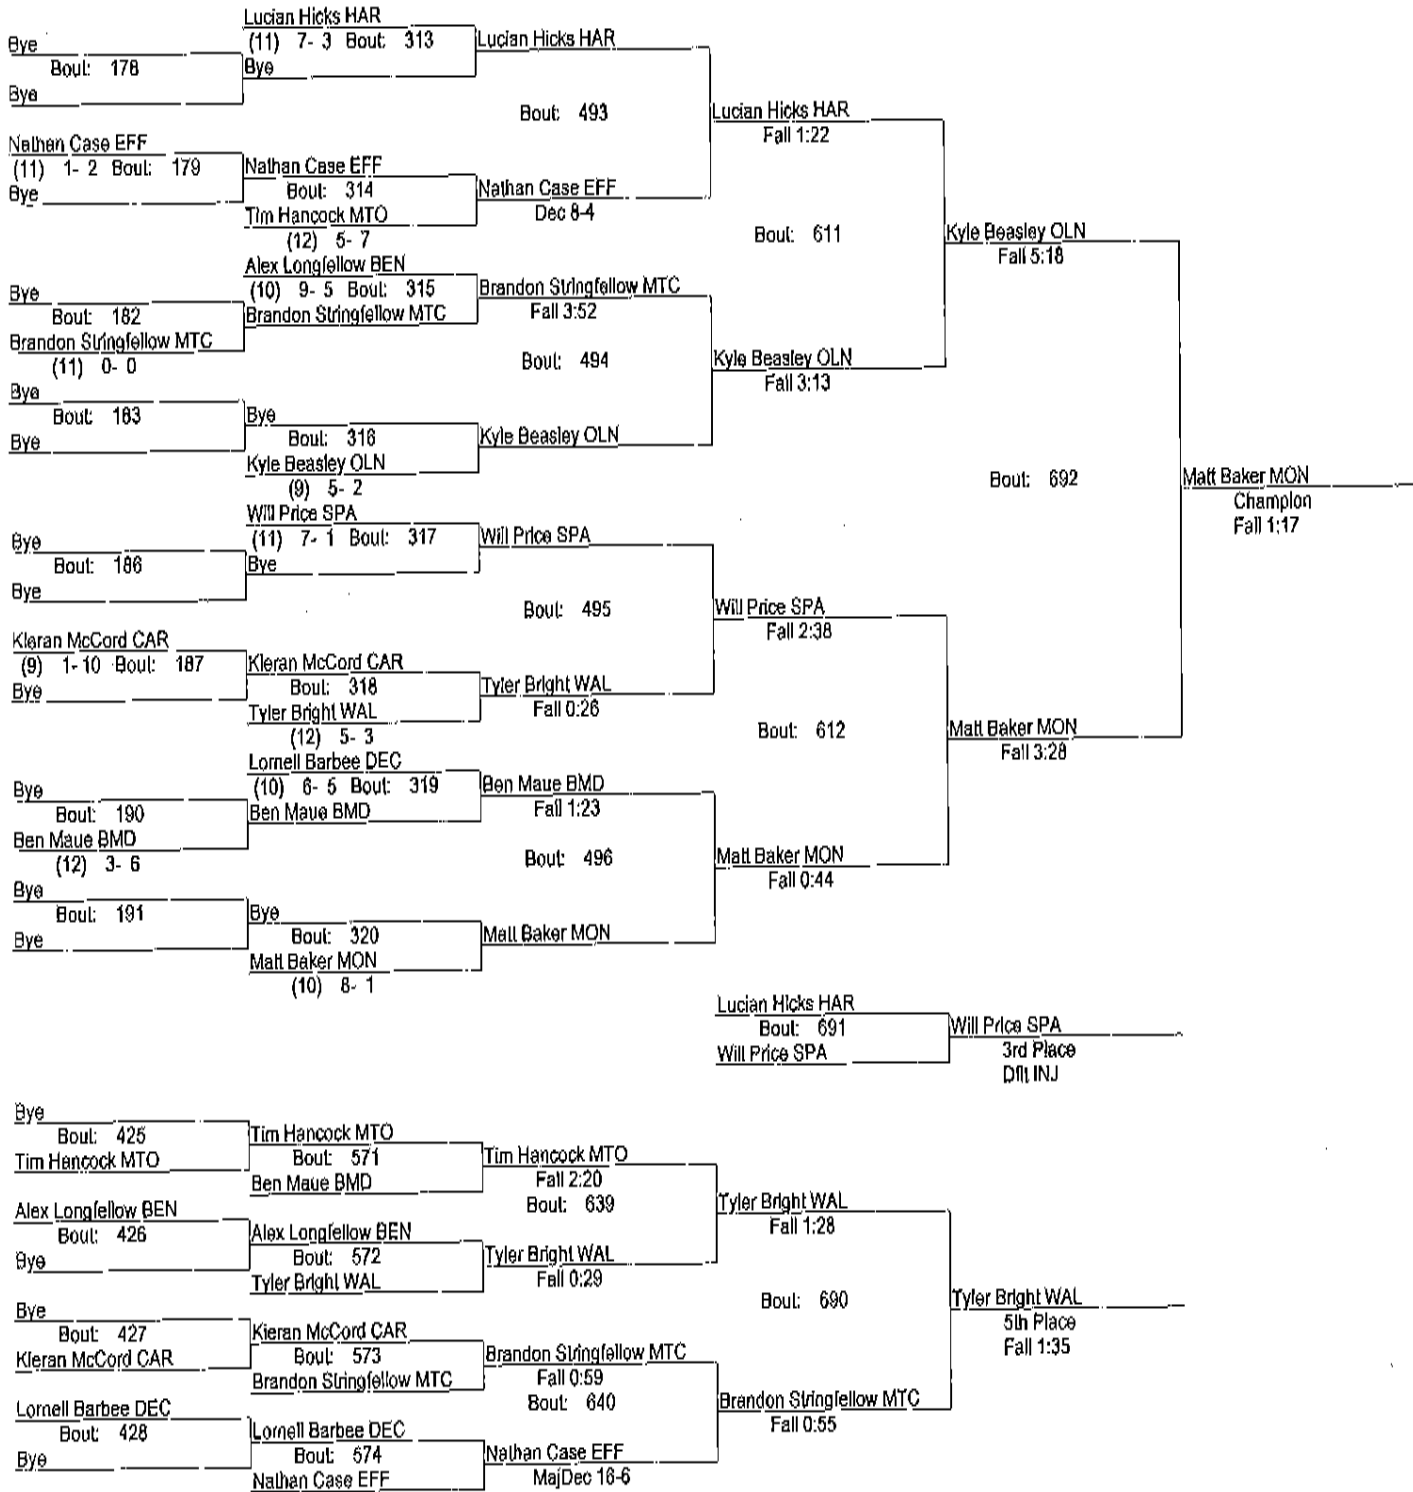 Lucian Hicks HAR
Bye
(11) 7- 3 Bout: 313
Lucian Hicks HAR
Bout: 178
Bye
Bye
Bout: 493
Lucian Hicks HAR
Fall 1:22
Nathan Case EFF
(11) 1- 2 Bout: 179
Nathan Case EFF
Bye
Bout: 314
Nathan Case EFF
Tim Hancock MTO
Dec 8-4
(12) 5- 7
Bout: 611
Kyle Beasley OLN
Fall 5:18
Alex Longfellow BEN
Bye
(10) 9- 5 Bout: 315
Brandon Stringfellow MTC
Bout: 182
Brandon Stringfellow MTC
Fall 3:52
Brandon Stringfellow MTC
(11) 0- 0
Bout: 494
Kyle Beasley OLN
Fall 3:13
Bye
Bout: 183
Bye
Bye
Bout: 316
Kyle Beasley OLN
Kyle Beasley OLN
(9) 5- 2
Bout: 692
Matt Baker MON
Champion
Fall 1:17
Will Price SPA
Bye
(11) 7- 1 Bout: 317
Will Price SPA
Bout: 186
Bye
Bye
Bout: 495
Will Price SPA
Fall 2:38
Kieran McCord CAR
(9) 1- 10 Bout: 187
Kieran McCord CAR
Bye
Bout: 318
Tyler Bright WAL
Tyler Bright WAL
Fall 0:26
(12) 5- 3
Bout: 612
Matt Baker MON
Fall 3:28
Lornell Barbee DEC
Bye
(10) 6- 5 Bout: 319
Ben Maue BMD
Bout: 190
Ben Maue BMD
Fall 1:23
Ben Maue BMD
(12) 3- 6
Bout: 496
Matt Baker MON
Fall 0:44
Bye
Bout: 191
Bye
Bye
Bout: 320
Matt Baker MON
Matt Baker MON
(10) 8- 1
Lucian Hicks HAR
Bout: 691
Will Price SPA
Will Price SPA
3rd Place
Dflt INJ
Bye
Bout: 425
Tim Hancock MTO
Tim Hancock MTO
Bout: 571
Tim Hancock MTO
Ben Maue BMD
Fall 2:20
Bout: 639
Tyler Bright WAL
Fall 1:28
Alex Longfellow BEN
Bout: 426
Alex Longfellow BEN
Bye
Bout: 572
Tyler Bright WAL
Tyler Bright WAL
Fall 0:29
Bout: 690
Tyler Bright WAL
5th Place
Fall 1:35
Bye
Bout: 427
Kieran McCord CAR
Kieran McCord CAR
Bout: 573
Brandon Stringfellow MTC
Brandon Stringfellow MTC
Fall 0:59
Bout: 640
Brandon Stringfellow MTC
Fall 0:55
Lornell Barbee DEC
Bout: 428
Lornell Barbee DEC
Bye
Bout: 574
Nathan Case EFF
Nathan Case EFF
MajDec 16-6